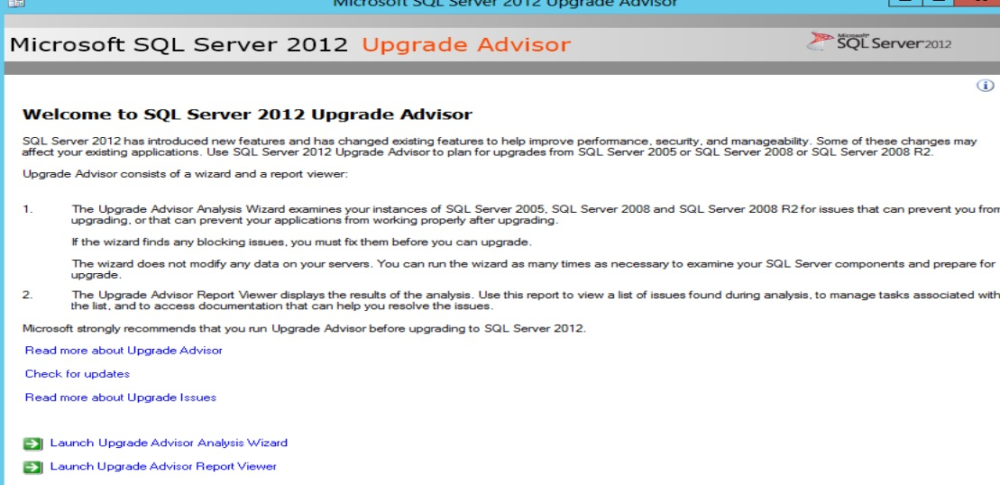 Microsoft SQL Server 2012 Upgrade Advisor
Microsoft SQL Server 2012 Upgrade Advisor
Microsoft
SQL Server 2012
Welcome to SQL Server 2012 Upgrade Advisor
SQL Server 2012 has introduced new features and has changed existing features to help improve performance, security, and manageability. Some of these changes may
affect your existing applications. Use SQL Server 2012 Upgrade Advisor to plan for upgrades from SQL Server 2005 or SQL Server 2008 or SQL Server 2008 R2.
Upgrade Advisor consists of a wizard and a report viewer:
1. The Upgrade Advisor Analysis Wizard examines your instances of SQL Server 2005, SQL Server 2008 and SQL Server 2008 R2 for issues that can prevent you from
upgrading, or that can prevent your applications from working properly after upgrading.
If the wizard finds any blocking issues, you must fix them before you can upgrade.
The wizard does not modify any data on your servers. You can run the wizard as many times as necessary to examine your SQL Server components and prepare for
upgrade.
2. The Upgrade Advisor Report Viewer displays the results of the analysis. Use this report to view a list of issues found during analysis, to manage tasks associated with
the list, and to access documentation that can help you resolve the issues.
Microsoft strongly recommends that you run Upgrade Advisor before upgrading to SQL Server 2012.
Read more about Upgrade Advisor
Check for updates
Read more about Upgrade Issues
Launch Upgrade Advisor Analysis Wizard
Launch Upgrade Advisor Report Viewer